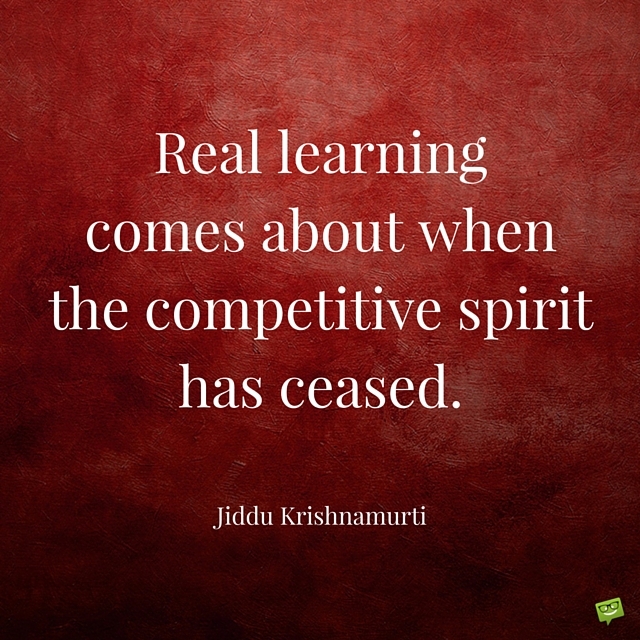 Real learning
comes about when
the competitive spirit
has ceased.
Jiddu Krishnamurti